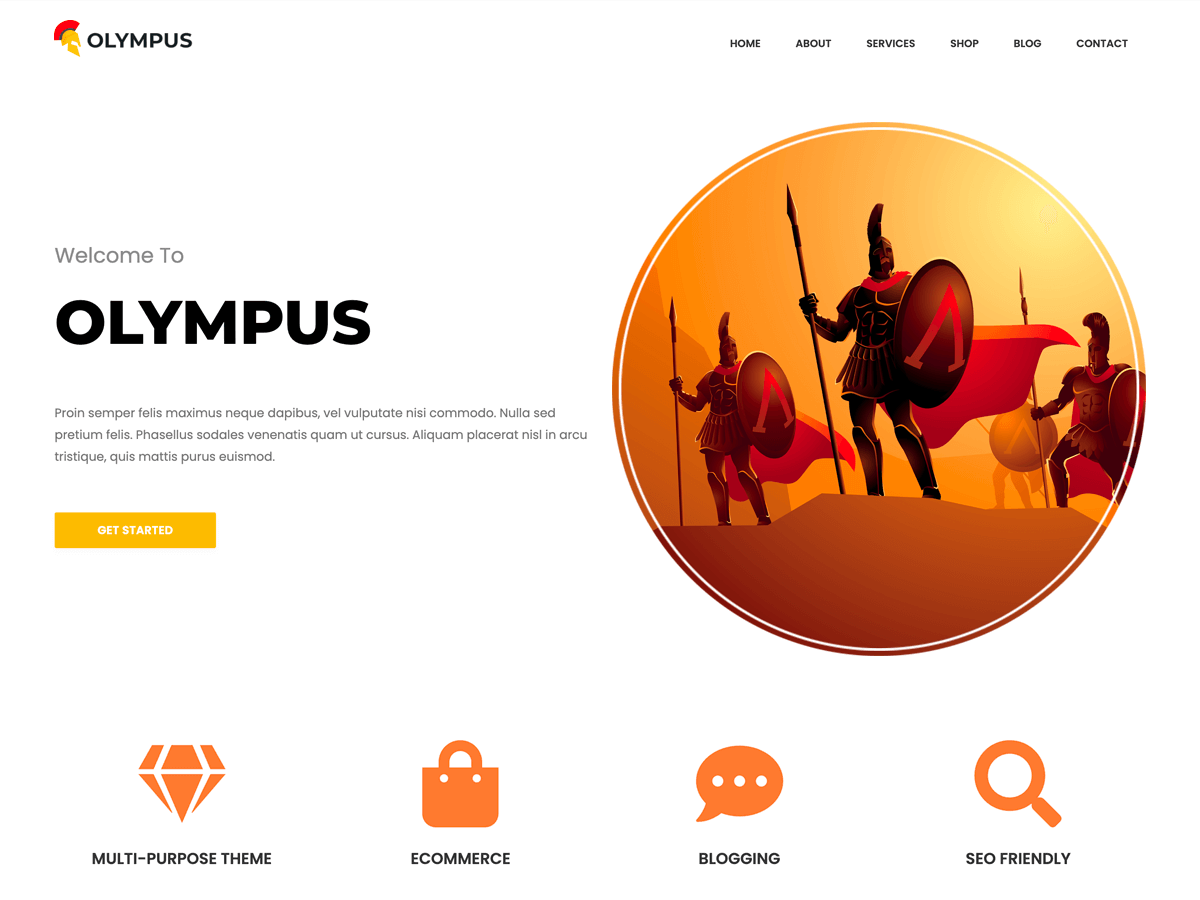 OLYMPUS
HOME ABOUT SERVICES SHOP BLOG CONTACT
Welcome To
OLYMPUS
Proin semper felis maximus neque dapibus, vel vulputate nisi commodo. Nulla sed
pretium felis. Phasellus sodales venenatis quam ut cursus. Aliquam placerat nisl in arcu
tristique, quis mattis purus euismod.
GET STARTED
MULTI-PURPOSE THEME
ECOMMERCE
BLOGGING
SEO FRIENDLY